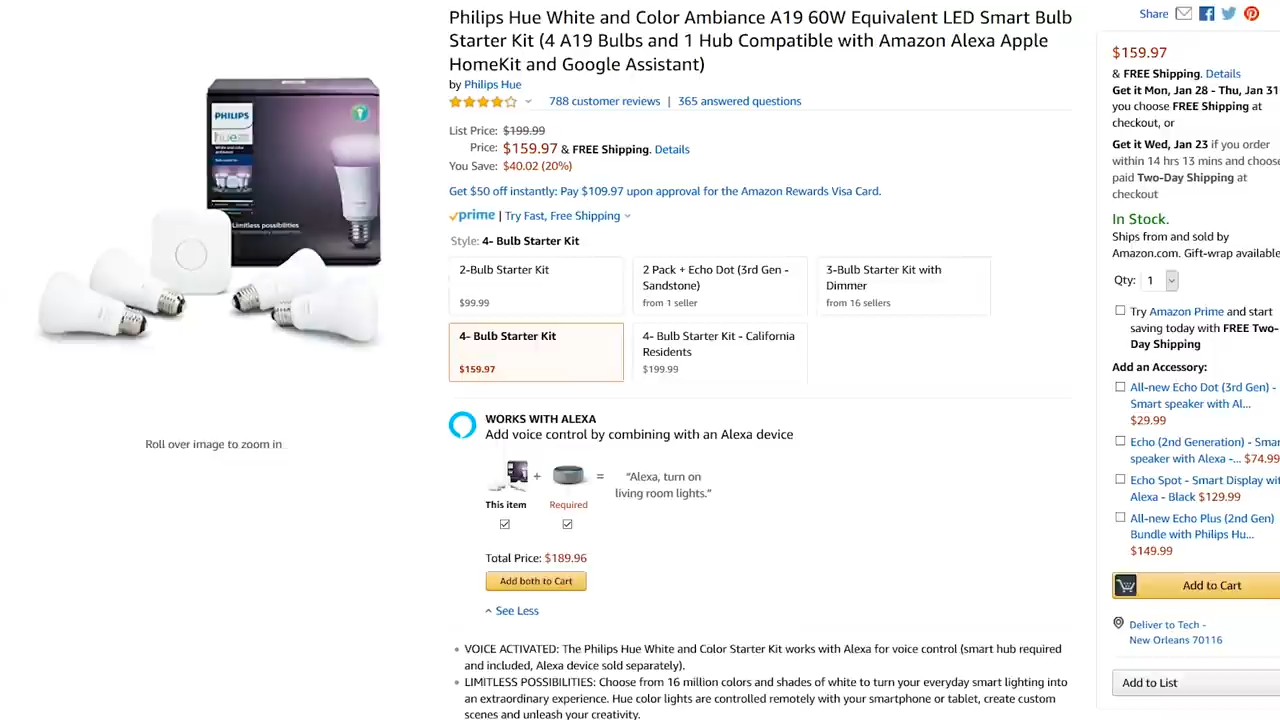 Philips Hue White and Color Ambiance A19 60W Equivalent LED Smart Bulb
Starter Kit (4 A19 Bulbs and 1 Hub Compatible with Amazon Alexa Apple
HomeKit and Google Assistant)
by Philips Hue
788 customer reviews | 365 answered questions
List Price: $199.99
Price: $159.97 & FREE Shipping. Details
You Save: $40.02 (20%)
Get $50 off instantly: Pay $109.97 upon approval for the Amazon Rewards Visa Card.
prime | Try Fast, Free Shipping
Style: 4- Bulb Starter Kit
2-Bulb Starter Kit
$99.99
2 Pack + Echo Dot (3rd Gen -
Sandstone)
from 1 seller
3-Bulb Starter Kit with
Dimmer
from 16 sellers
4- Bulb Starter Kit
$159.97
4- Bulb Starter Kit - California
Residents
$199.99
WORKS WITH ALEXA
Add voice control by combining with an Alexa device
+
=
“Alexa, turn on
living room lights.”
This item
Required
Total Price: $189.96
Add both to Cart
See Less
• VOICE ACTIVATED: The Philips Hue White and Color Starter Kit works with Alexa for voice control (smart hub required
and included, Alexa device sold separately).
• LIMITLESS POSSIBILITIES: Choose from 16 million colors and shades of white to turn your everyday smart lighting into
an extraordinary experience. Hue color lights are controlled remotely with your smartphone or tablet, create custom
scenes and unleash your creativity.
PHILIPS
hue
Limitless possibilities
Roll over image to zoom in
Share
$159.97
& FREE Shipping. Details
Get it Mon, Jan 28 - Thu, Jan 31
you choose FREE Shipping at
checkout, or
Get it Wed, Jan 23 if you order
within 14 hrs 13 mins and choose
paid Two-Day Shipping at
checkout
In Stock.
Ships from and sold by
Amazon.com. Gift-wrap available
Qty: 1
Try Amazon Prime and start
saving today with FREE Two-
Day Shipping
Add an Accessory:
All-new Echo Dot (3rd Gen) -
Smart speaker with Al...
$29.99
Echo (2nd Generation) - Smar
speaker with Alexa -... $74.99
Echo Spot - Smart Display wit
Alexa - Black $129.99
All-new Echo Plus (2nd Gen)
Bundle with Philips Hu...
$149.99
Add to Cart
Deliver to Tech -
New Orleans 70116
Add to List